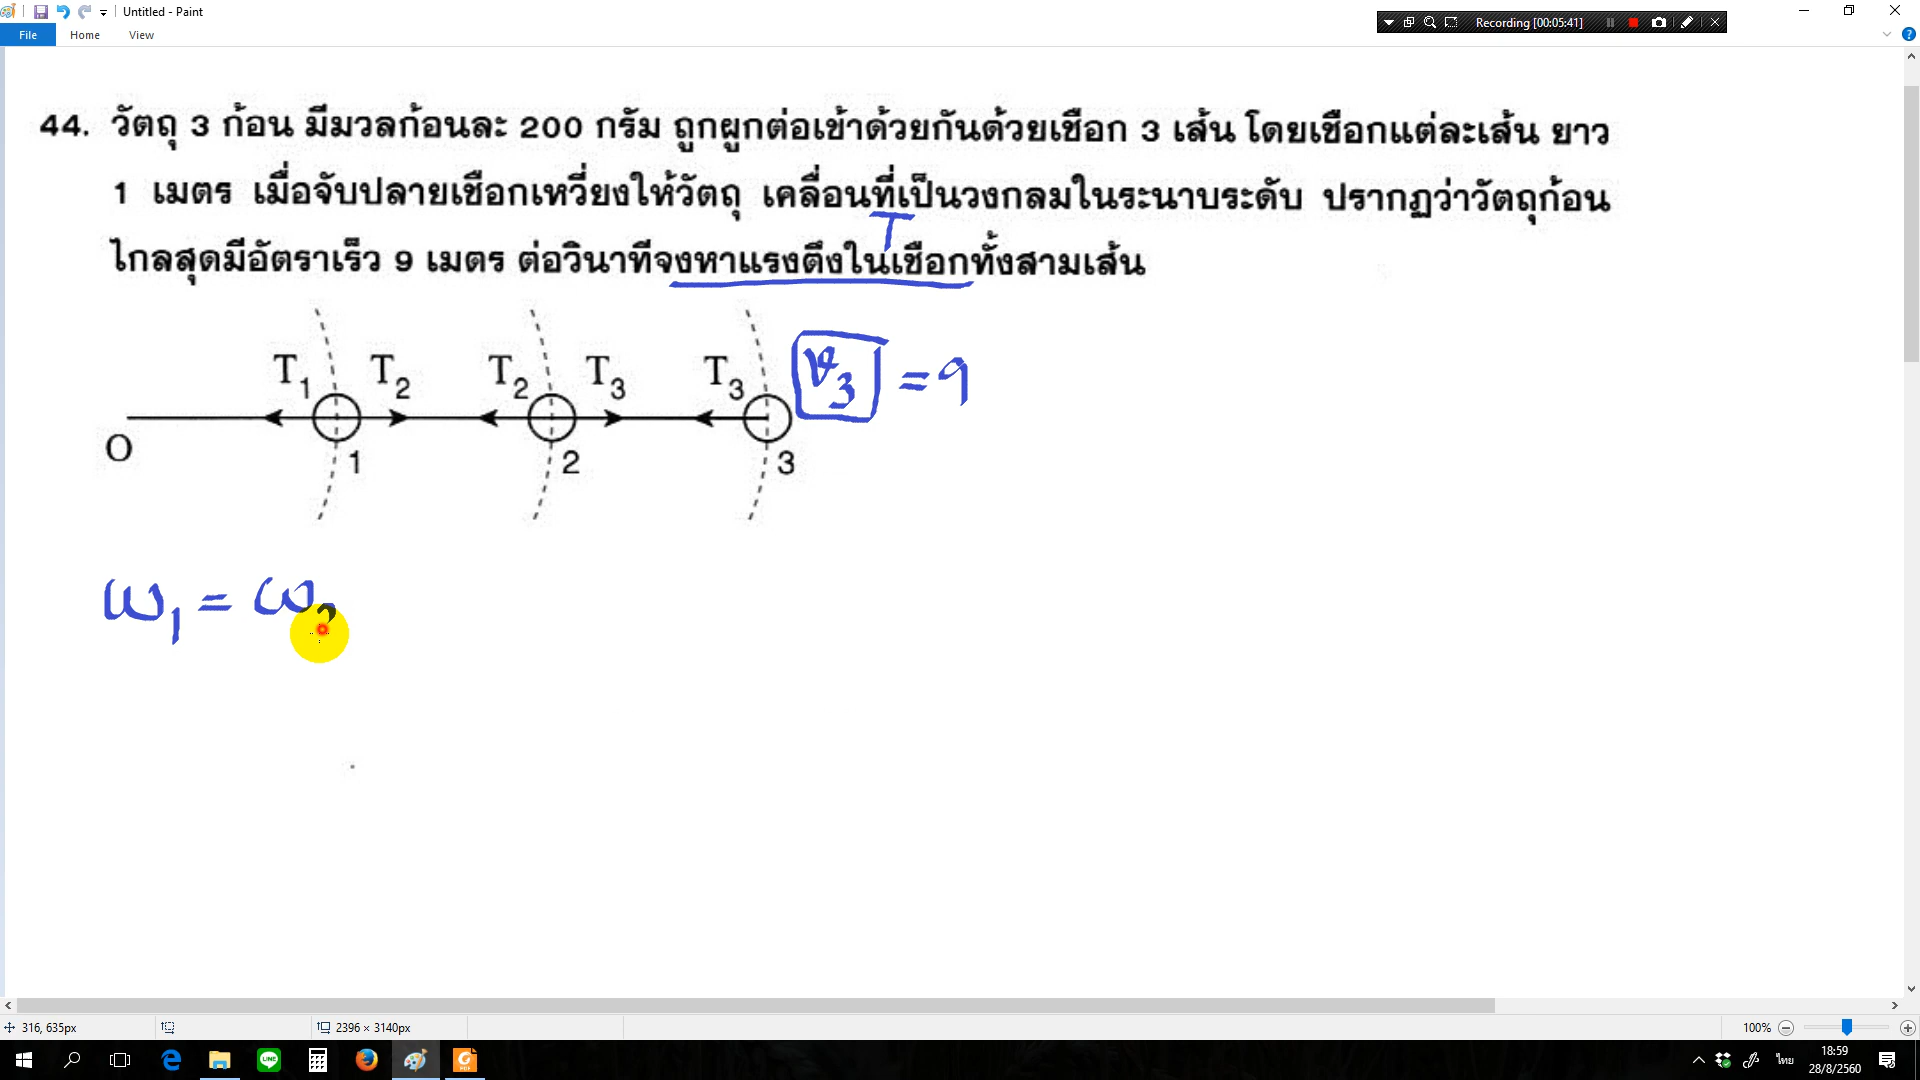 Untitled - Paint
Recording [00:05:41]
File Home View
44. วัตถุ 3 ก้อน มีมวลก้อนละ 200 กรัม ถูกผูกต่อเข้าด้วยกันด้วยเชือก 3 เส้น โดยเชือกแต่ละเส้น ยาว
1 เมตร เมื่อจับปลายเชือกเหวี่ยงให้วัตถุ เคลื่อนที่เป็นวงกลมในระนาบระดับ ปรากฏว่าวัตถุก้อน
T
ไกลสุดมีอัตราเร็ว 9 เมตร ต่อวินาทีจงหาแรงตึงในเชือกทั้งสามเส้น
T1 T2 T2 T3 T3 v3 = 9
O 1 2 3
ω1 = ω2
316, 635px 2396 × 3140px 100%
LINE
ไทย
18:59
28/8/2560